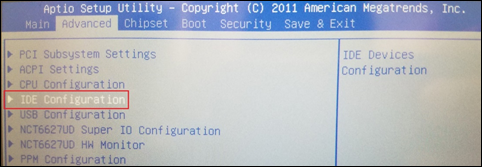 Aptio Setup Utility - Copyright (C) 2011 American Megatrends, Inc.
Main Advanced Chipset Boot Security Save & Exit
PCI Subsystem Settings
ACPI Settings
CPU Configuration
IDE Configuration
USB Configuration
NCT6627UD Super IO Configuration
NCT6627UD HW Monitor
PPM Configuration
IDE Devices
Configuration